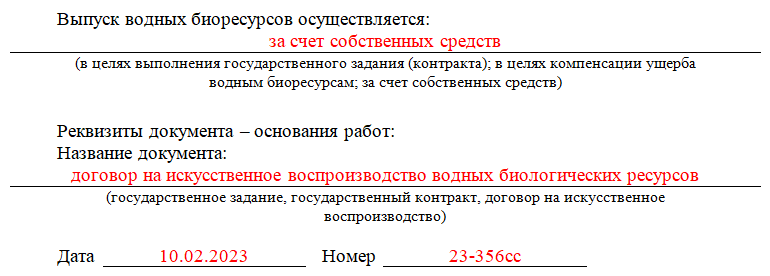 Выпуск водных биоресурсов осуществляется:
за счет собственных средств
(в целях выполнения государственного задания (контракта); в целях компенсации ущерба
водным биоресурсам; за счет собственных средств)
Реквизиты документа – основания работ:
Название документа:
договор на искусственное воспроизводство водных биологических ресурсов
(государственное задание, государственный контракт, договор на искусственное
воспроизводство)
Дата 10.02.2023 Номер 23-356сс